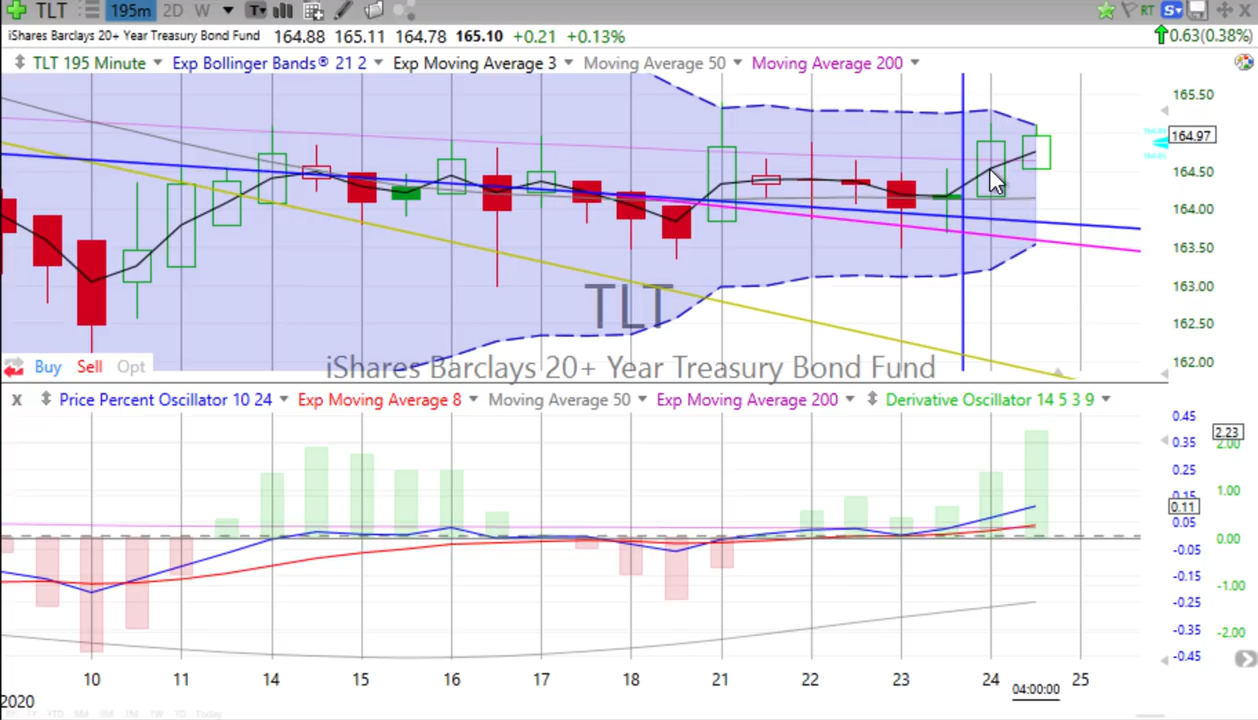 TLT 195m 2D W T RT S
iShares Barclays 20+ Year Treasury Bond Fund 164.88 165.11 164.78 165.10 +0.21 +0.13% 0.63(0.38%)
TLT 195 Minute Exp Bollinger Bands® 21 2 Exp Moving Average 3 Moving Average 50 Moving Average 200
165.50
164.97
164.50
164.00
163.50
163.00
162.50
162.00
TLT
iShares Barclays 20+ Year Treasury Bond Fund
Buy Sell Opt
X Price Percent Oscillator 10 24 Exp Moving Average 8 Moving Average 50 Exp Moving Average 200 Derivative Oscillator 14 5 3 9
0.45
2.23
0.35 2.00
0.25
0.15 1.00
0.11
0.05
0.00
-0.05
-0.15 -1.00
-0.25
-0.35 -2.00
-0.45
10 11 14 15 16 17 18 21 22 23 24 25
04:00:00
2020